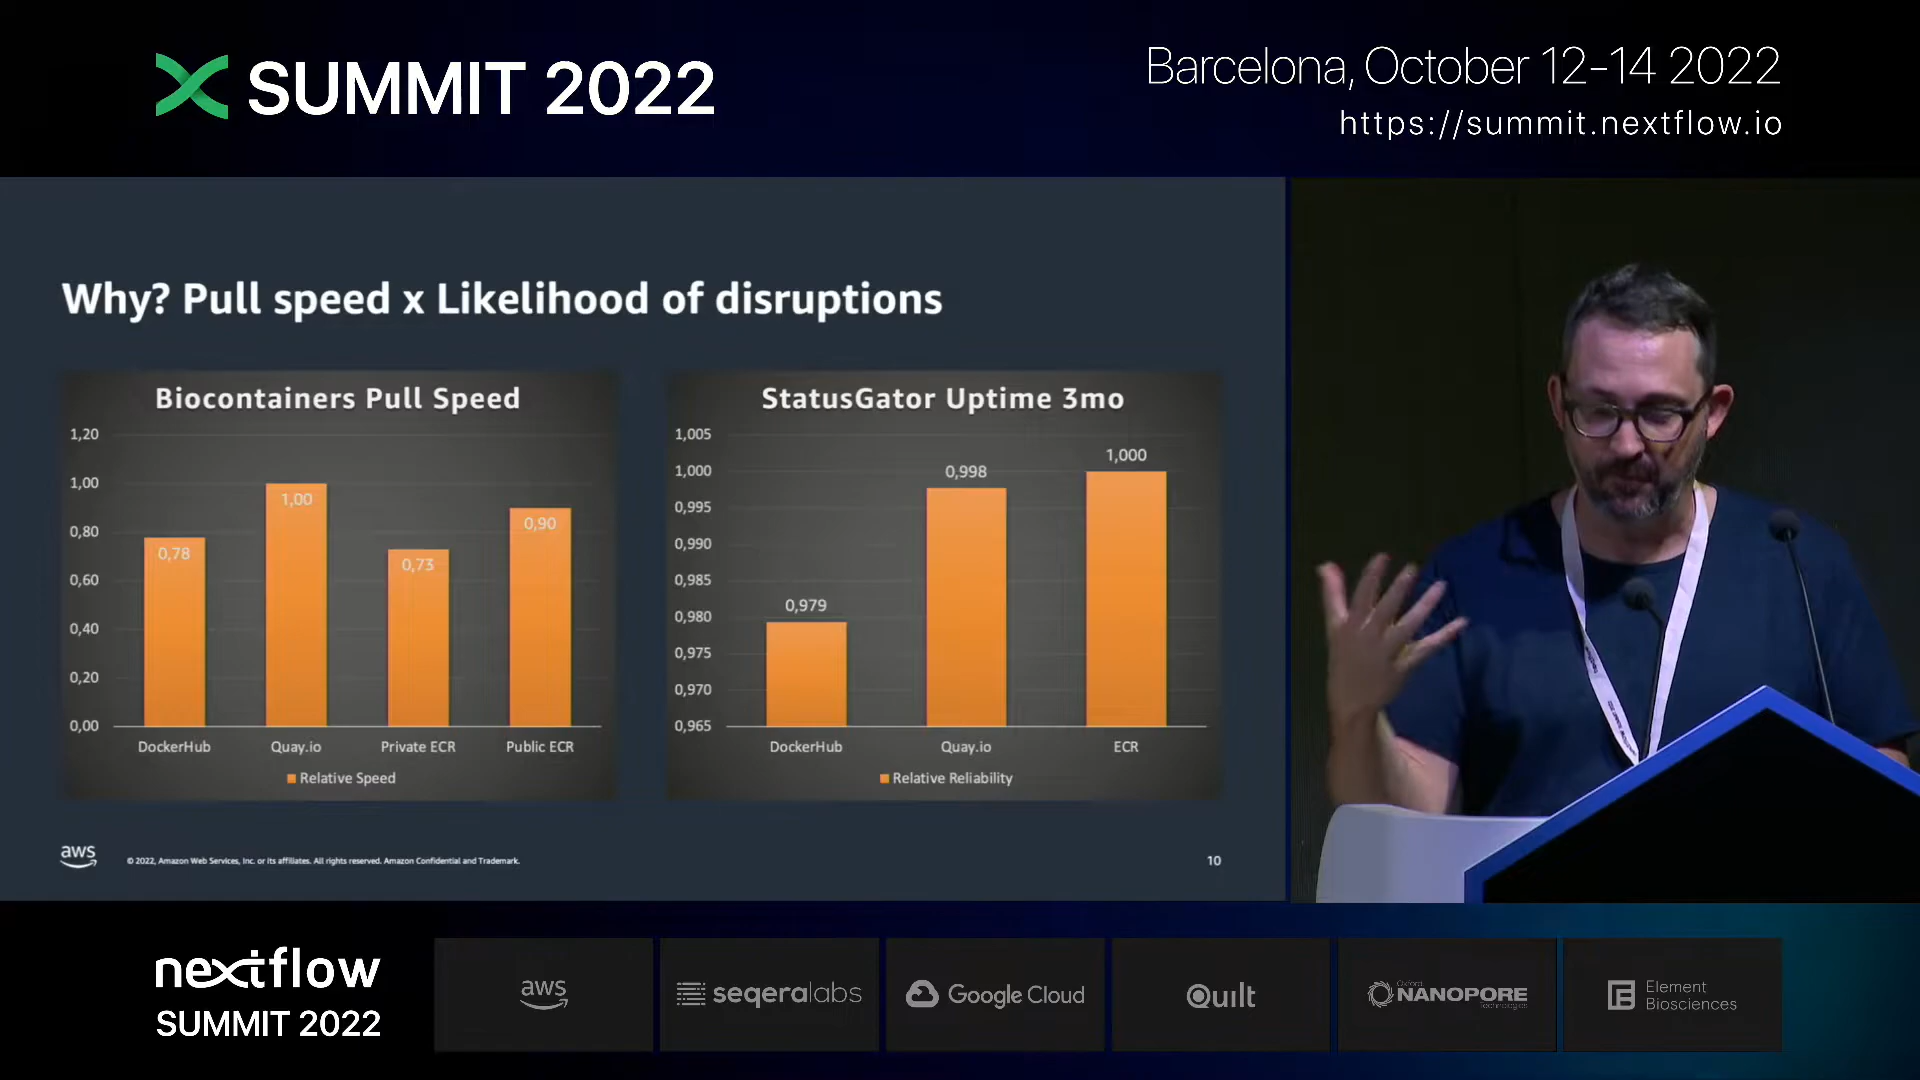 SUMMIT 2022
Barcelona, October 12-14 2022
https://summit.nextflow.io
Why? Pull speed x Likelihood of disruptions
Biocontainers Pull Speed
1,20
1,00
0,80
0,60
0,40
0,20
0,00
0,78
1,00
0,73
0,90
DockerHub
Quay.io
Private ECR
Public ECR
Relative Speed
StatusGator Uptime 3mo
1,005
1,000
0,995
0,990
0,985
0,980
0,975
0,970
0,965
0,979
0,998
1,000
DockerHub
Quay.io
ECR
Relative Reliability
aws
© 2022, Amazon Web Services, Inc. or its affiliates. All rights reserved. Amazon Confidential and Trademark.
10
nextflow
SUMMIT 2022
aws
seqeralabs
Google Cloud
Quilt
Oxford
NANOPORE
Technologies
Element
Biosciences